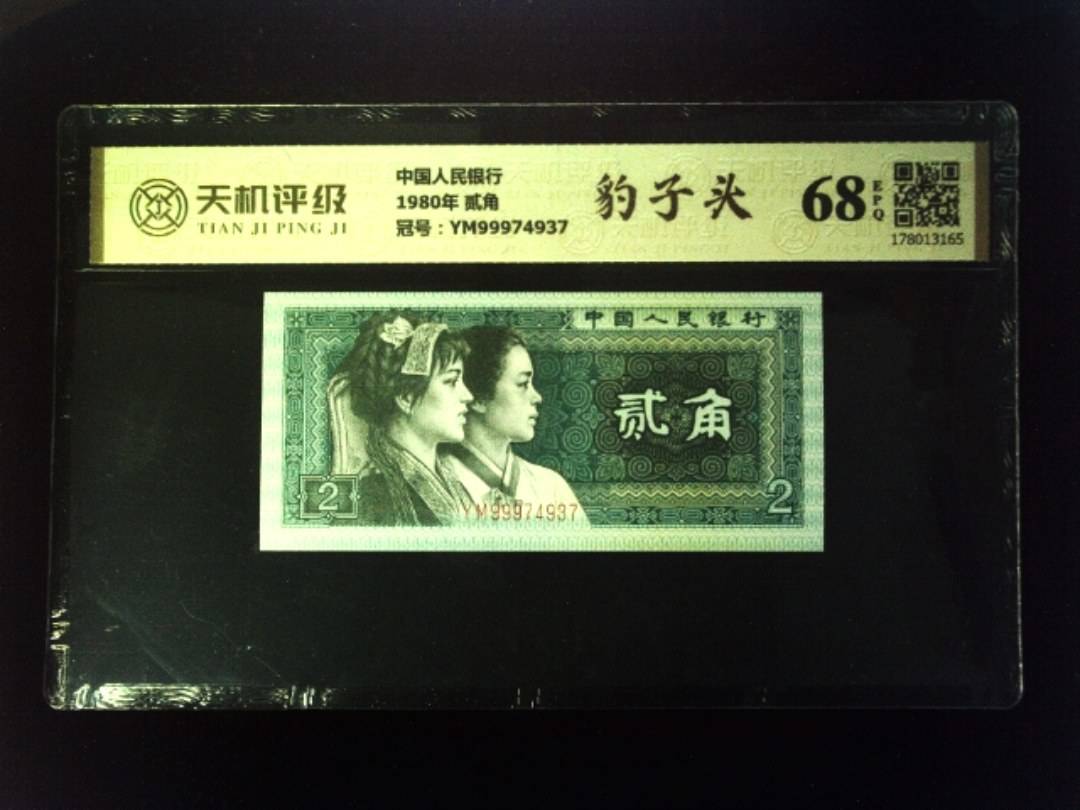 天机评级
TIAN JI PING JI
中国人民银行
1980年 贰角
冠号：YM99974937
豹子头
68
EPQ
178013165
中国人民银行
贰角
2
YM99974937
2